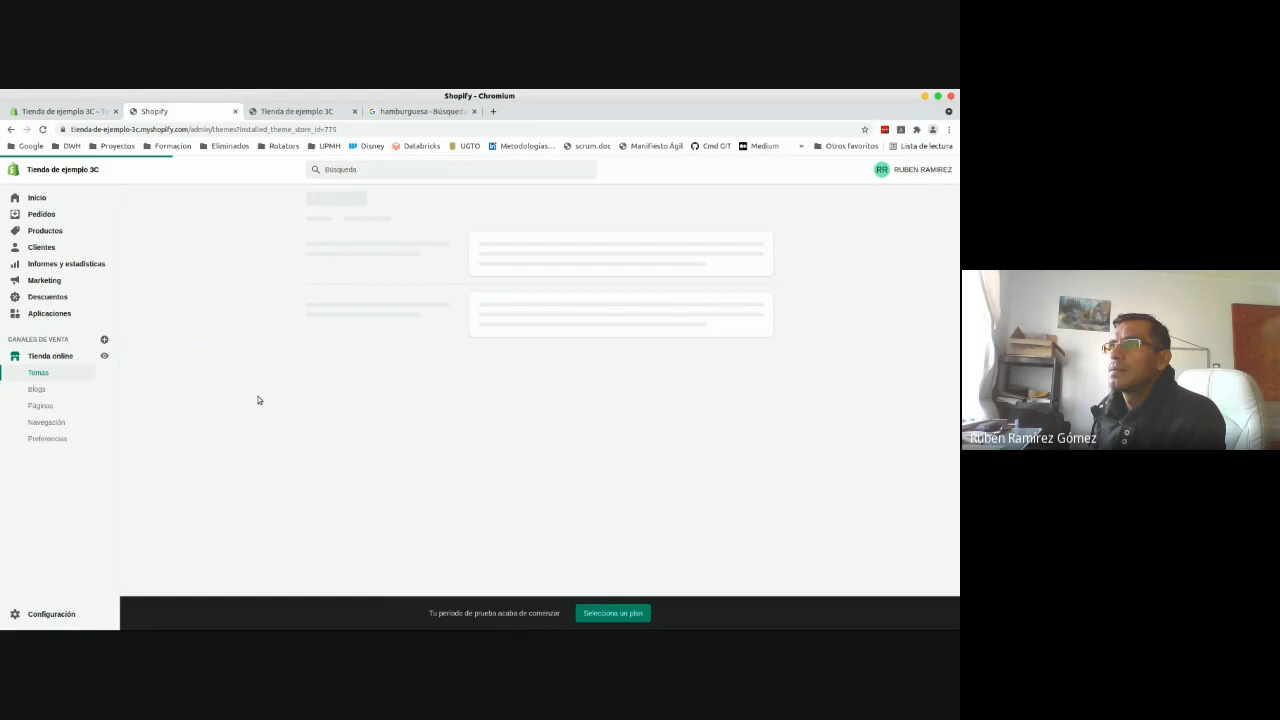 Shopify - Chromium
Tienda de ejemplo 3C - Ti
Shopify
Tienda de ejemplo 3C
hamburguesa - Búsqued
tienda-de-ejemplo-3c.myshopify.com/admin/themes?installed_theme_store_id=775
Google DWH Proyectos Formacion Eliminados Rotators UPMH Disney Databricks UGTO Metodologias... scrum.doc Manifiesto Ágil Cmd GIT Medium » Otros favoritos Lista de lectura
Tienda de ejemplo 3C
Búsqueda
RR RUBEN RAMIREZ
Inicio
Pedidos
Productos
Clientes
Informes y estadísticas
Marketing
Descuentos
Aplicaciones
CANALES DE VENTA
Tienda online
Temas
Blogs
Páginas
Navegación
Preferencias
Rubén Ramírez Gómez
Configuración
Tu periodo de prueba acaba de comenzar
Selecciona un plan